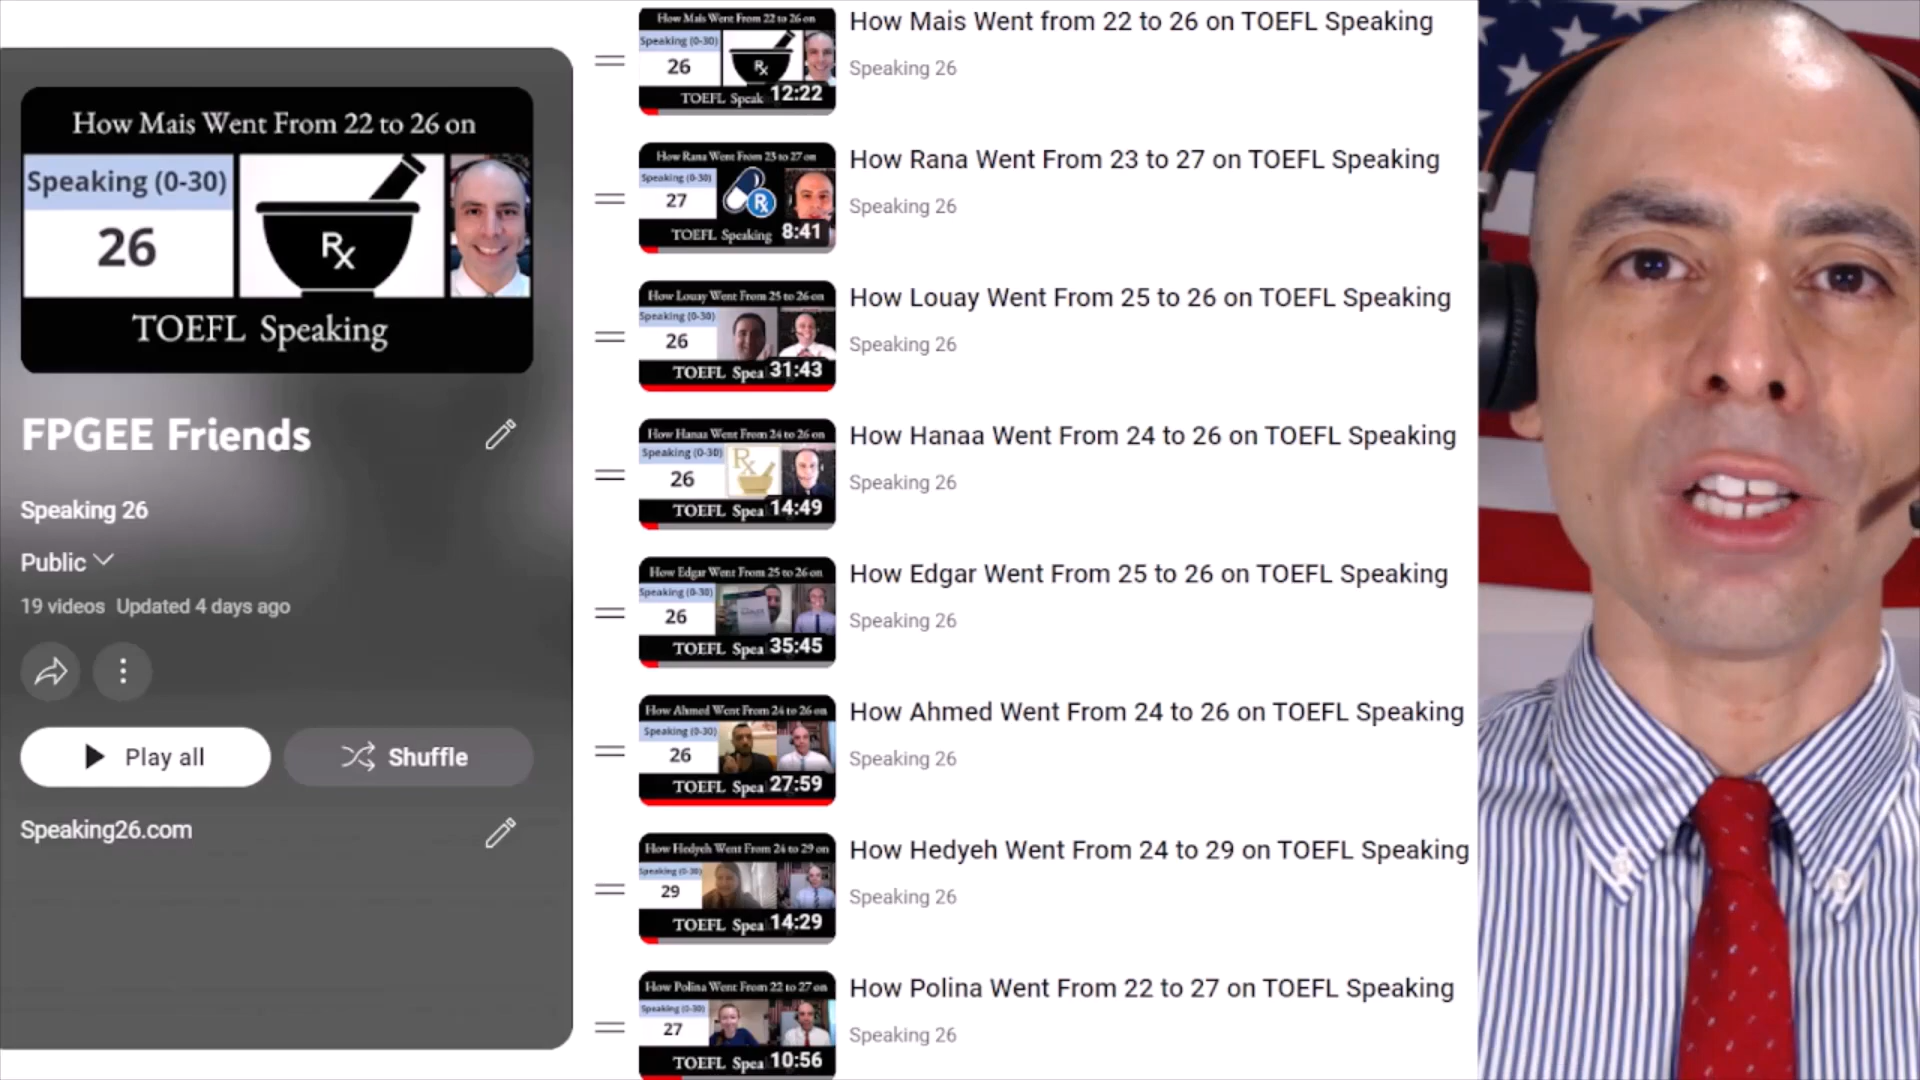 How Mais Went From 22 to 26 on
Speaking (0-30)
26
Rx
TOEFL Speaking
FPGEE Friends
Speaking 26
Public
19 videos Updated 4 days ago
Play all
Shuffle
Speaking26.com
How Mais Went From 22 to 26 on
Speaking (0-30)
26
Rx
TOEFL Speak
12:22
How Mais Went from 22 to 26 on TOEFL Speaking
Speaking 26
How Rana Went From 23 to 27 on
Speaking (0-30)
27
Rx
TOEFL Speaking
8:41
How Rana Went From 23 to 27 on TOEFL Speaking
Speaking 26
How Louay Went From 25 to 26 on
Speaking (0-30)
26
TOEFL Spea
31:43
How Louay Went From 25 to 26 on TOEFL Speaking
Speaking 26
How Hanaa Went From 24 to 26 on
Speaking (0-30)
26
Rx
TOEFL Spea
14:49
How Hanaa Went From 24 to 26 on TOEFL Speaking
Speaking 26
How Edgar Went From 25 to 26 on
Speaking (0-30)
26
TOEFL Spea
35:45
How Edgar Went From 25 to 26 on TOEFL Speaking
Speaking 26
How Ahmed Went From 24 to 26 on
Speaking (0-30)
26
TOEFL Spea
27:59
How Ahmed Went From 24 to 26 on TOEFL Speaking
Speaking 26
How Hedyeh Went From 24 to 29 on
Speaking (0-30)
29
TOEFL Spea
14:29
How Hedyeh Went From 24 to 29 on TOEFL Speaking
Speaking 26
How Polina Went From 22 to 27 on
Speaking (0-30)
27
TOEFL Spea
10:56
How Polina Went From 22 to 27 on TOEFL Speaking
Speaking 26